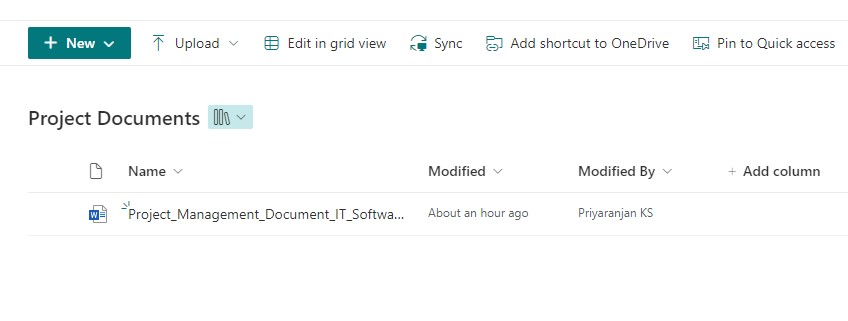 New Upload Edit in grid view Sync Add shortcut to OneDrive Pin to Quick access
Project Documents
Name Modified Modified By + Add column
Project_Management_Document_IT_Softwa... About an hour ago Priyaranjan KS